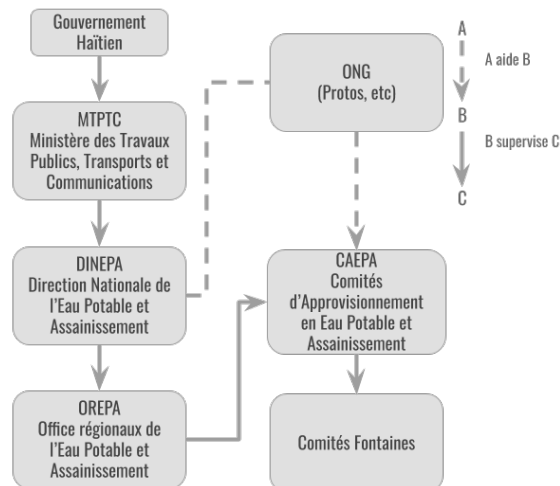 Gouvernement
Haïtien
MTPTC
Ministère des Travaux
Publics, Transports et
Communications
DINEPA
Direction Nationale de
l'Eau Potable et
Assainissement
OREPA
Office régionaux de
l'Eau Potable et
Assainissement
ONG
(Protos, etc)
CAEPA
Comités
d'Approvisionnement
en Eau Potable et
Assainissement
Comités Fontaines
A
A aide B
B
B supervise C
C